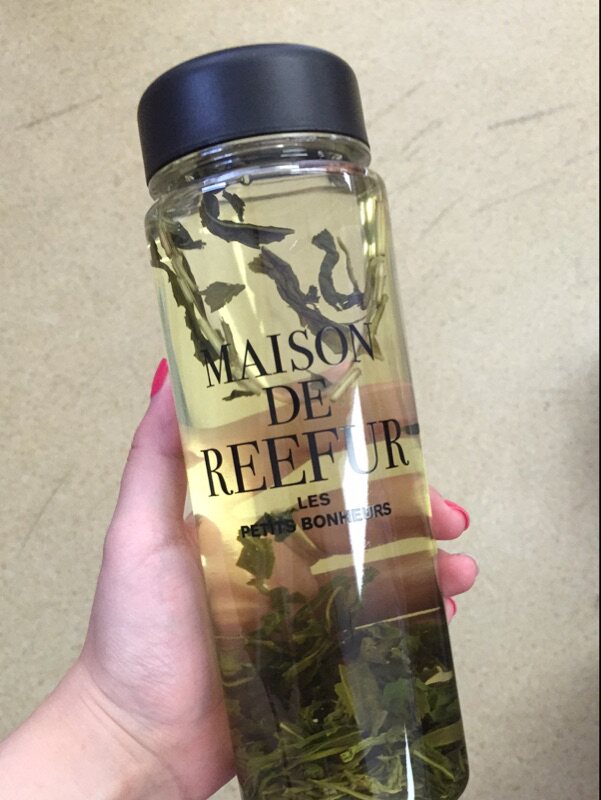 MAISON
DE
REEFUR
LES
PETITS BONHEURS